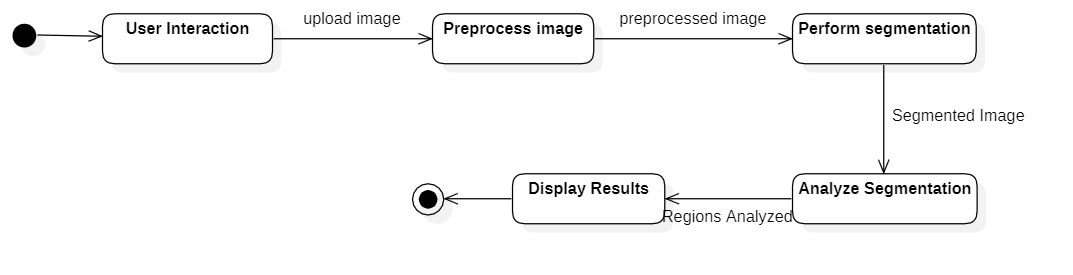 User Interaction
upload image
Preprocess image
preprocessed image
Perform segmentation
Segmented Image
Analyze Segmentation
Regions Analyzed
Display Results